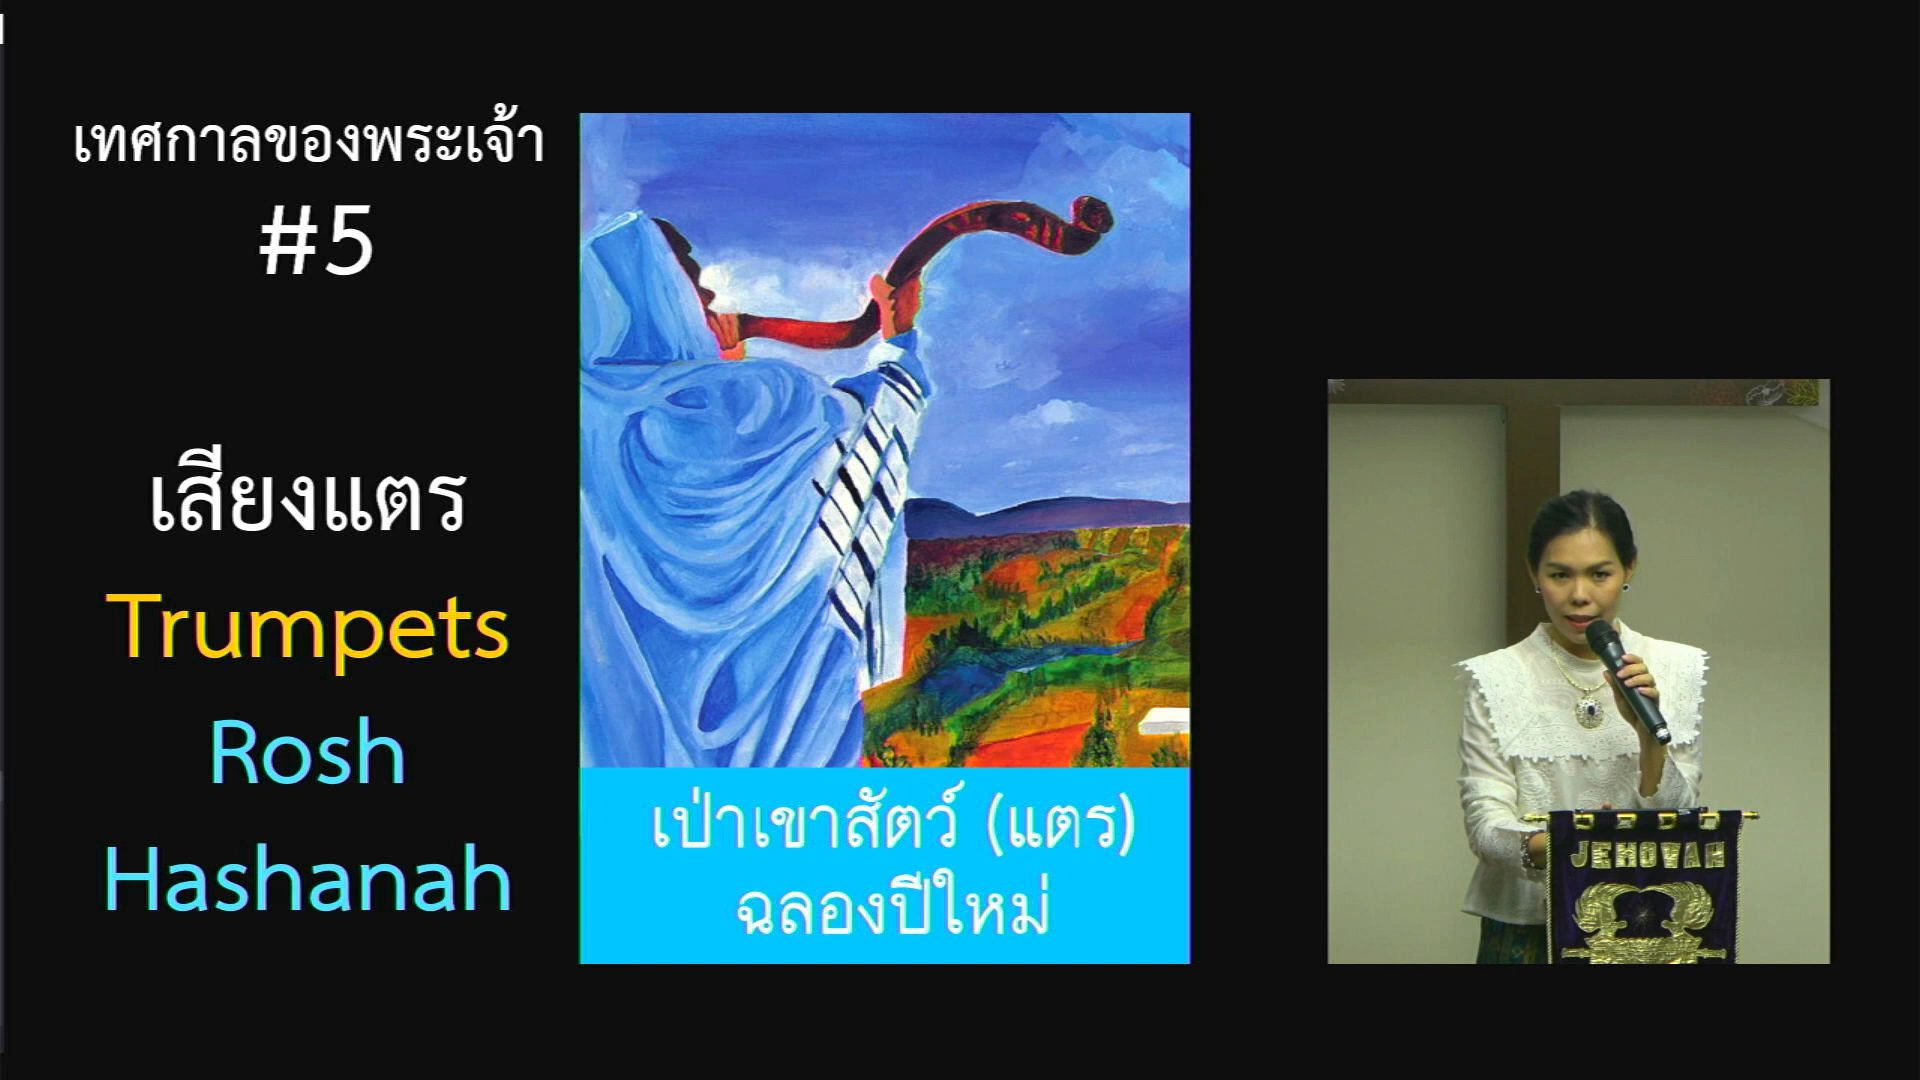 เทศกาลของพระเจ้า
#5
เสียงแตร
Trumpets
Rosh
Hashanah
เป่าเขาสัตว์ (แตร)
ฉลองปีใหม่
JEHOVAH